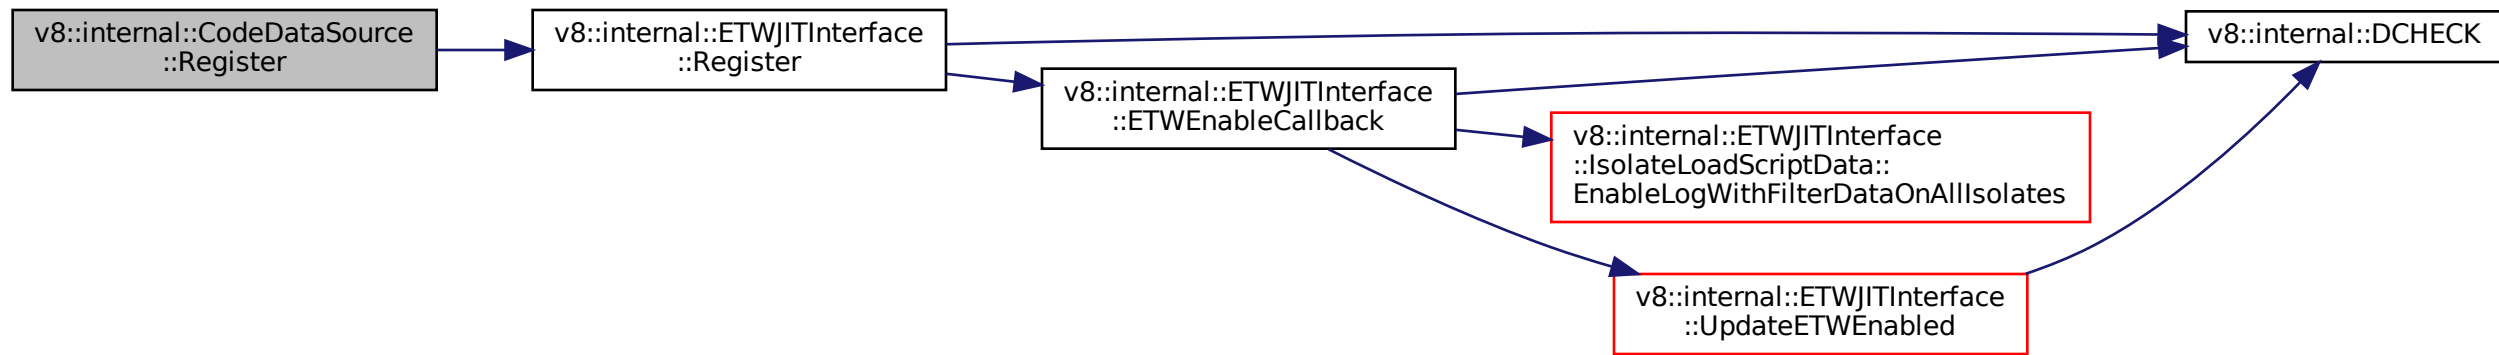 v8::internal::CodeDataSource
::Register
v8::internal::ETWJITInterface
::Register
v8::internal::ETWJITInterface
::ETWEnableCallback
v8::internal::DCHECK
v8::internal::ETWJITInterface
::IsolateLoadScriptData::
EnableLogWithFilterDataOnAllIsolates
v8::internal::ETWJITInterface
::UpdateETWEnabled